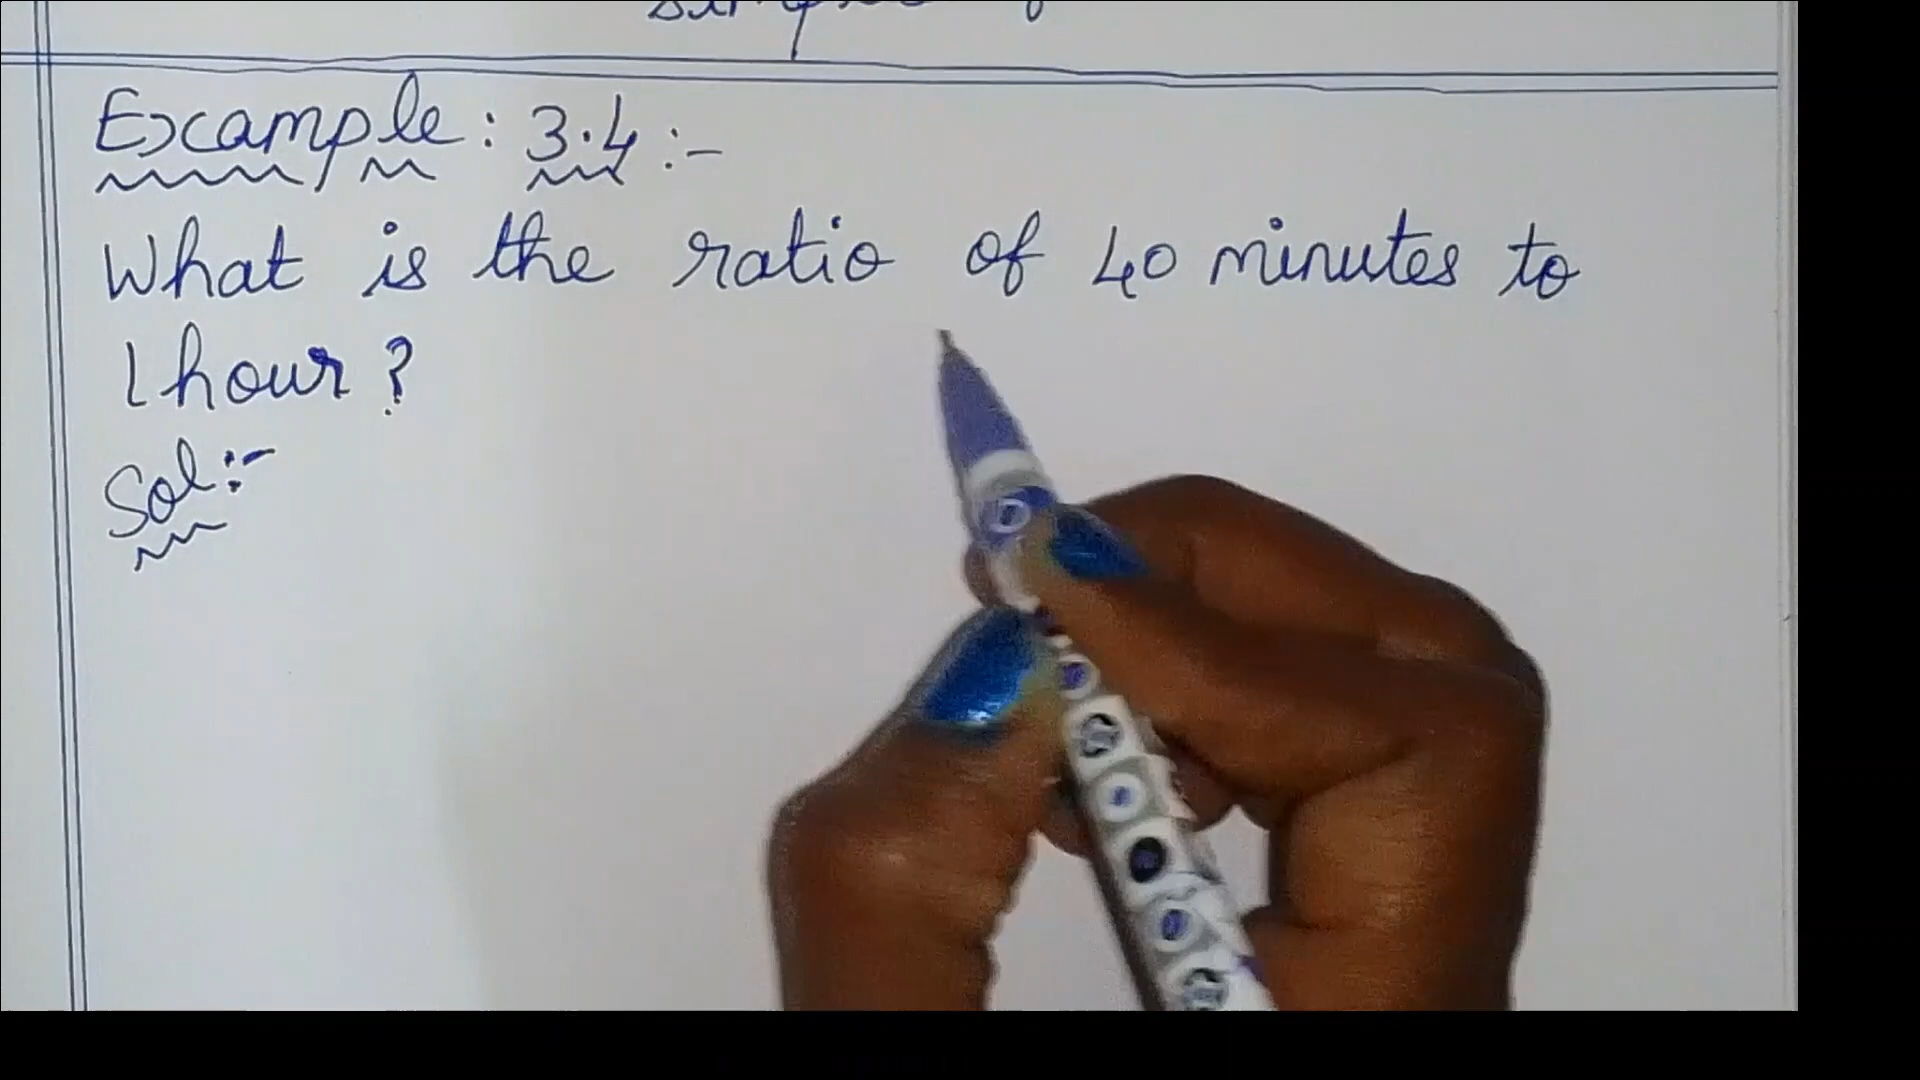 Example: 3.4 :-
What is the ratio of 40 minutes to
1 hour ?
Sol :-